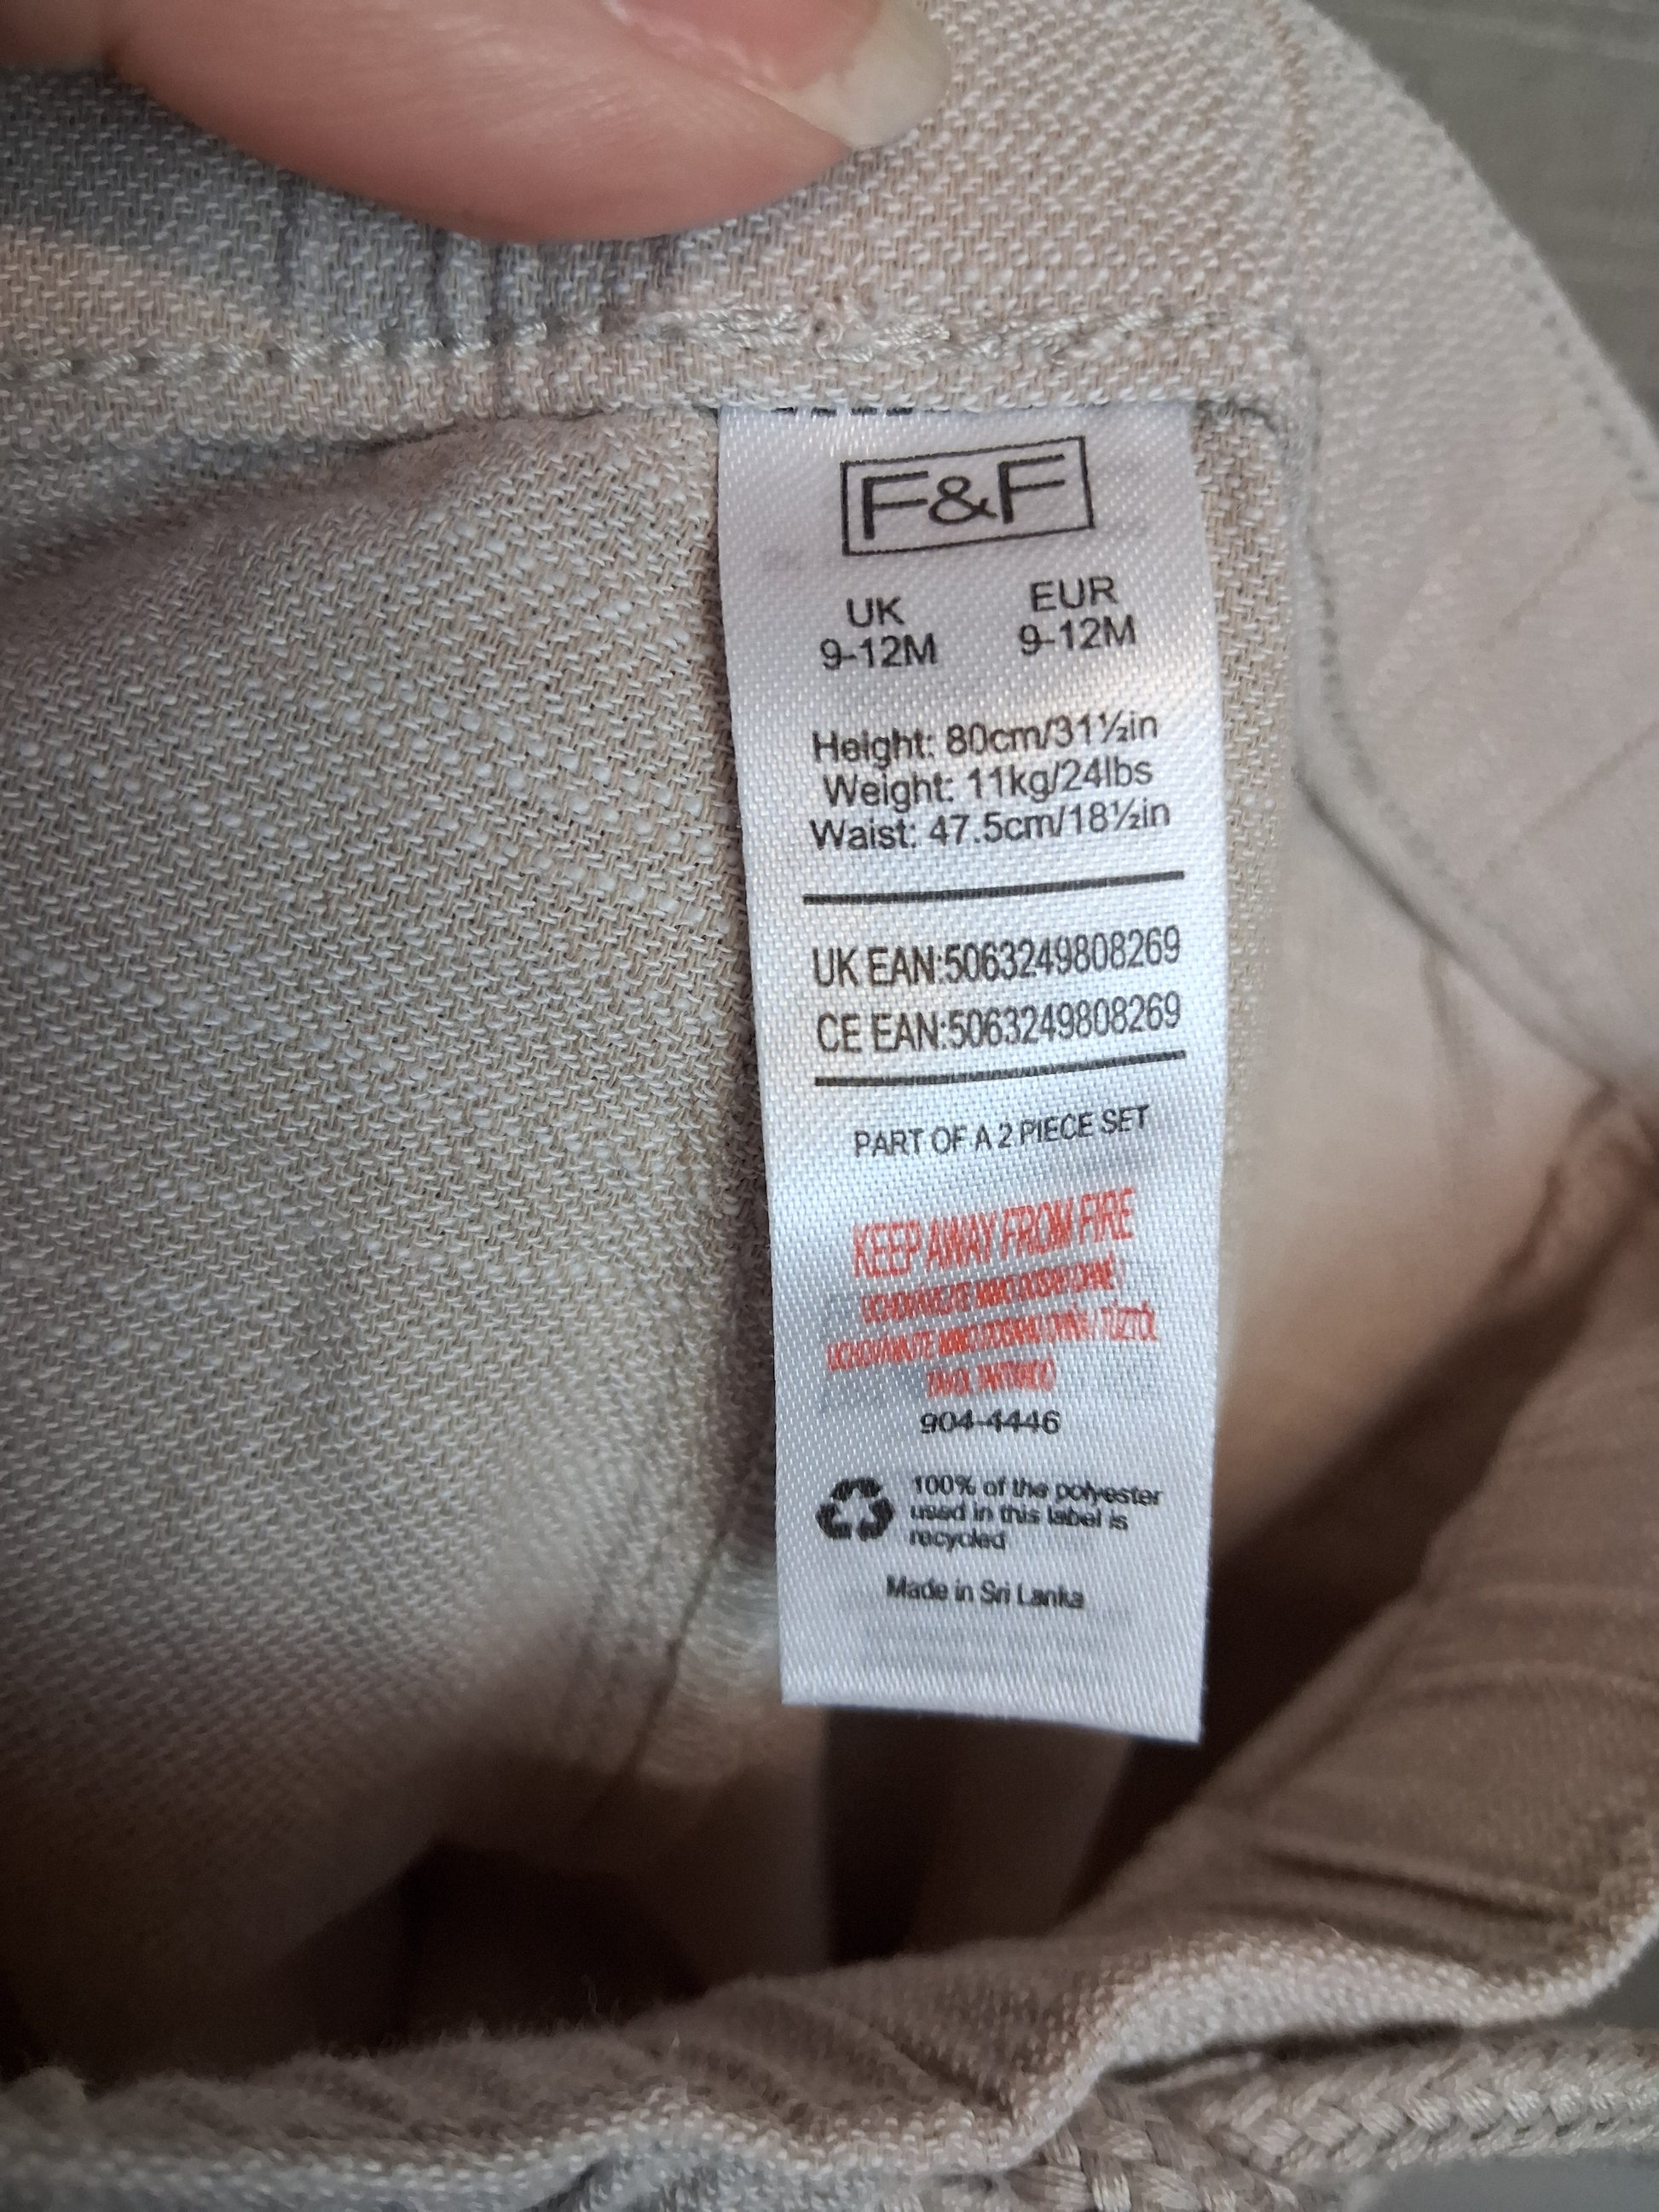 F&F
UK EUR
9-12M 9-12M
Height: 80cm/31½in
Weight: 11kg/24lbs
Waist: 47.5cm/18½in
UK EAN:5063249808269
CE EAN:5063249808269
PART OF A 2 PIECE SET
KEEP AWAY FROM FIRE
904-4446
100% of the polyester
used in this label is
recycled
Made in Sri Lanka